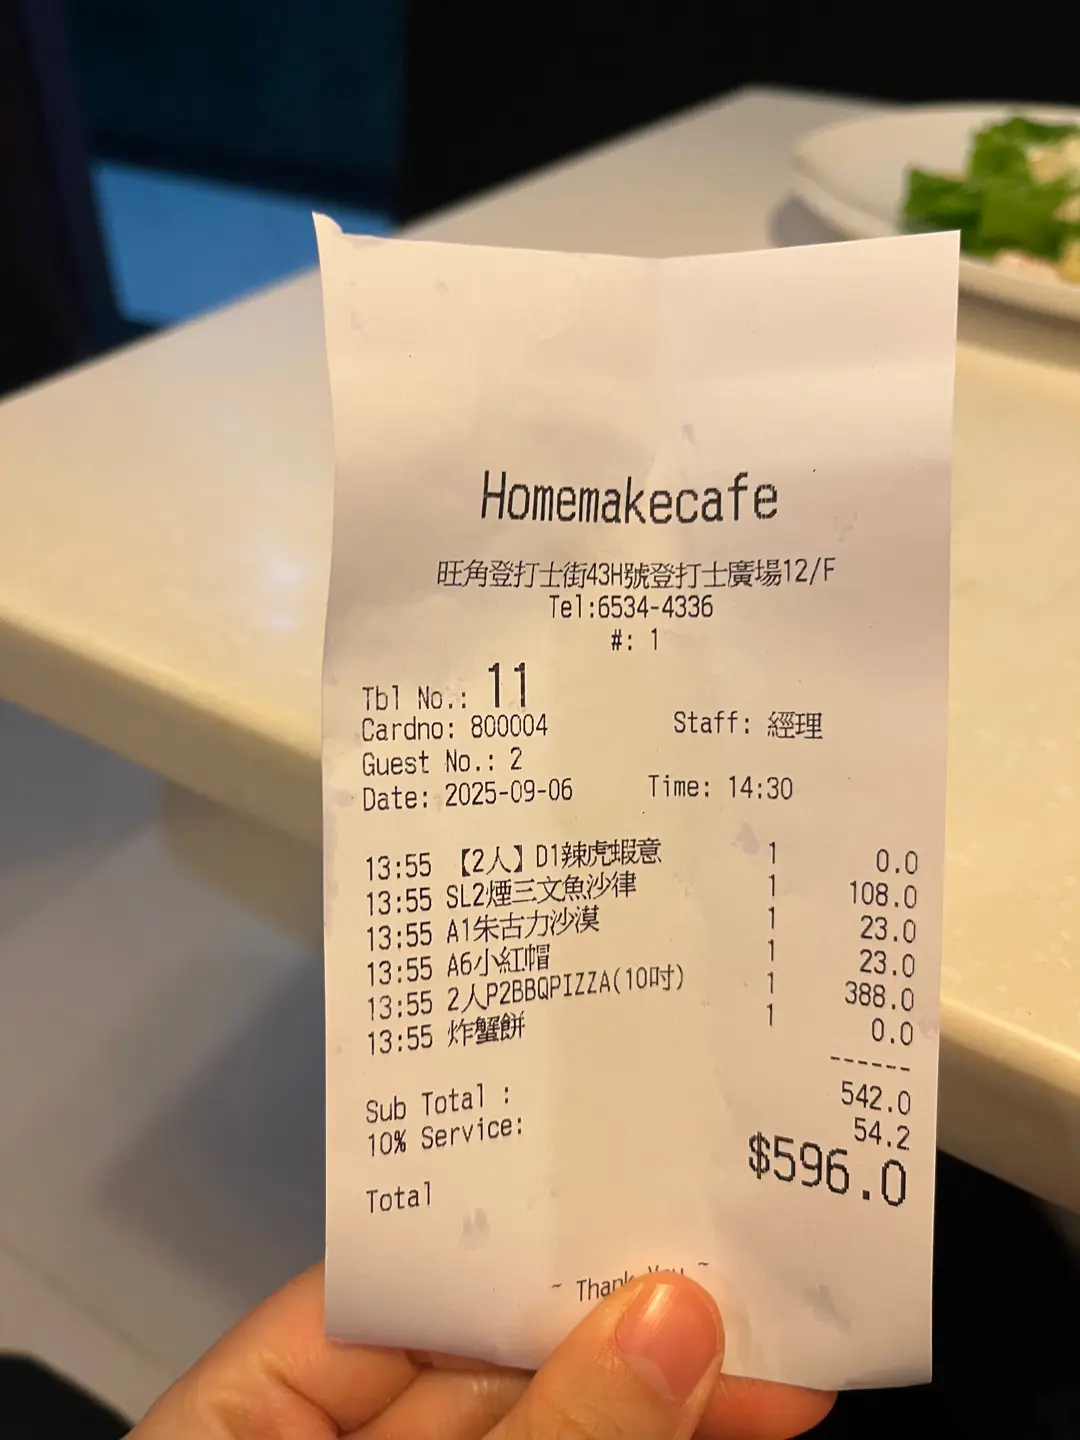 Homemakecafe
旺角登打士街43H號登打士廣場12/F
Tel:6534-4336
#: 1
Tbl No.: 11
Cardno: 800004 Staff: 經理
Guest No.: 2
Date: 2025-09-06 Time: 14:30
13:55 【2人】D1辣虎蝦意 1 0.0
13:55 SL2煙三文魚沙律 1 108.0
13:55 A1朱古力沙漠 1 23.0
13:55 A6小紅帽 1 23.0
13:55 2人P2BBQPIZZA(10吋) 1 388.0
13:55 炸蟹餅 1 0.0
------
Sub Total : 542.0
10% Service: 54.2
Total $596.0
~ Thank You ~